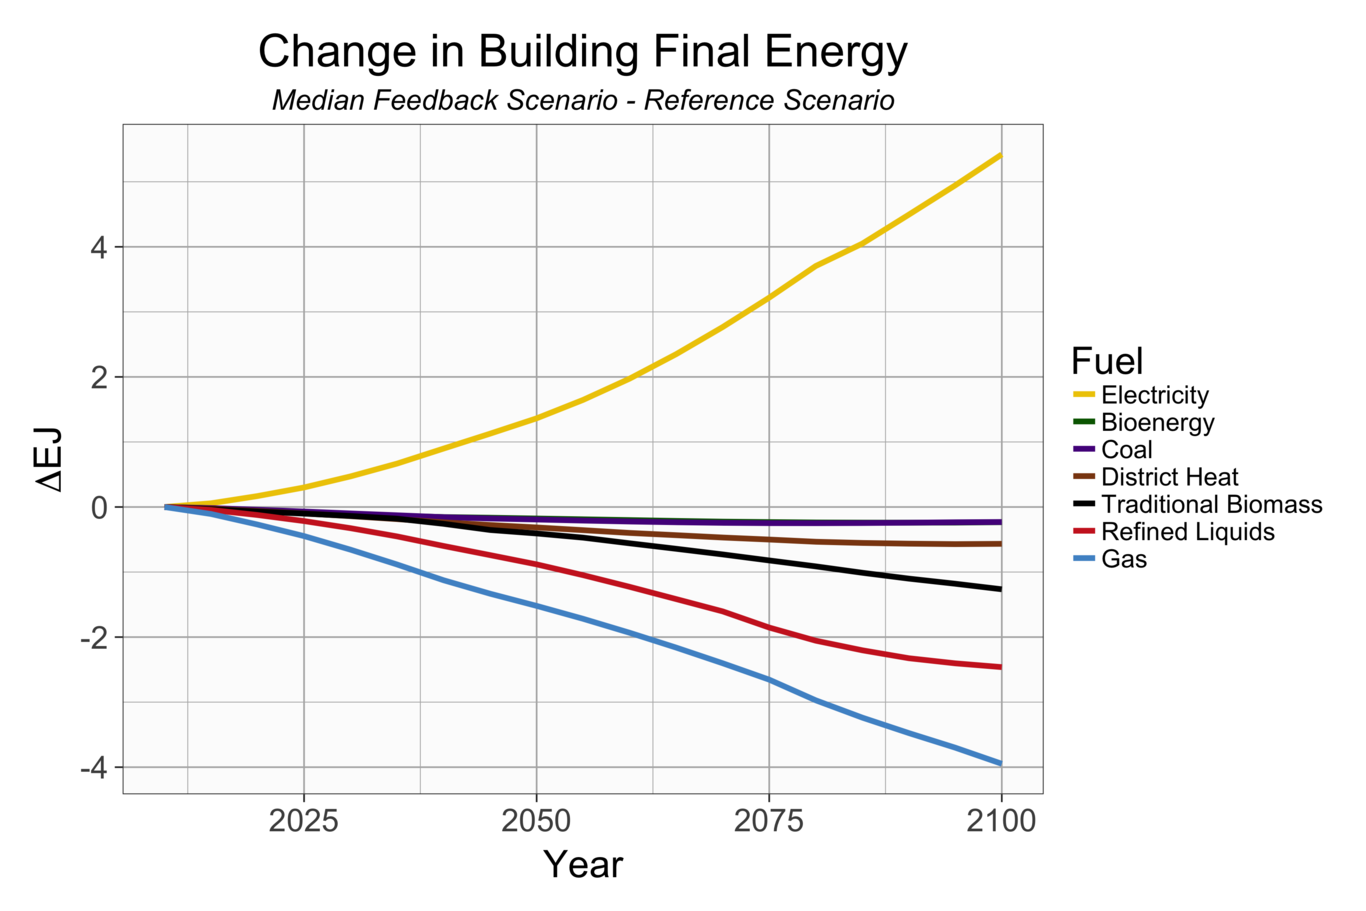 Change in Building Final Energy
Median Feedback Scenario - Reference Scenario
4
2
0
-2
-4
ΔEJ
2025 2050 2075 2100
Year
Fuel
Electricity
Bioenergy
Coal
District Heat
Traditional Biomass
Refined Liquids
Gas